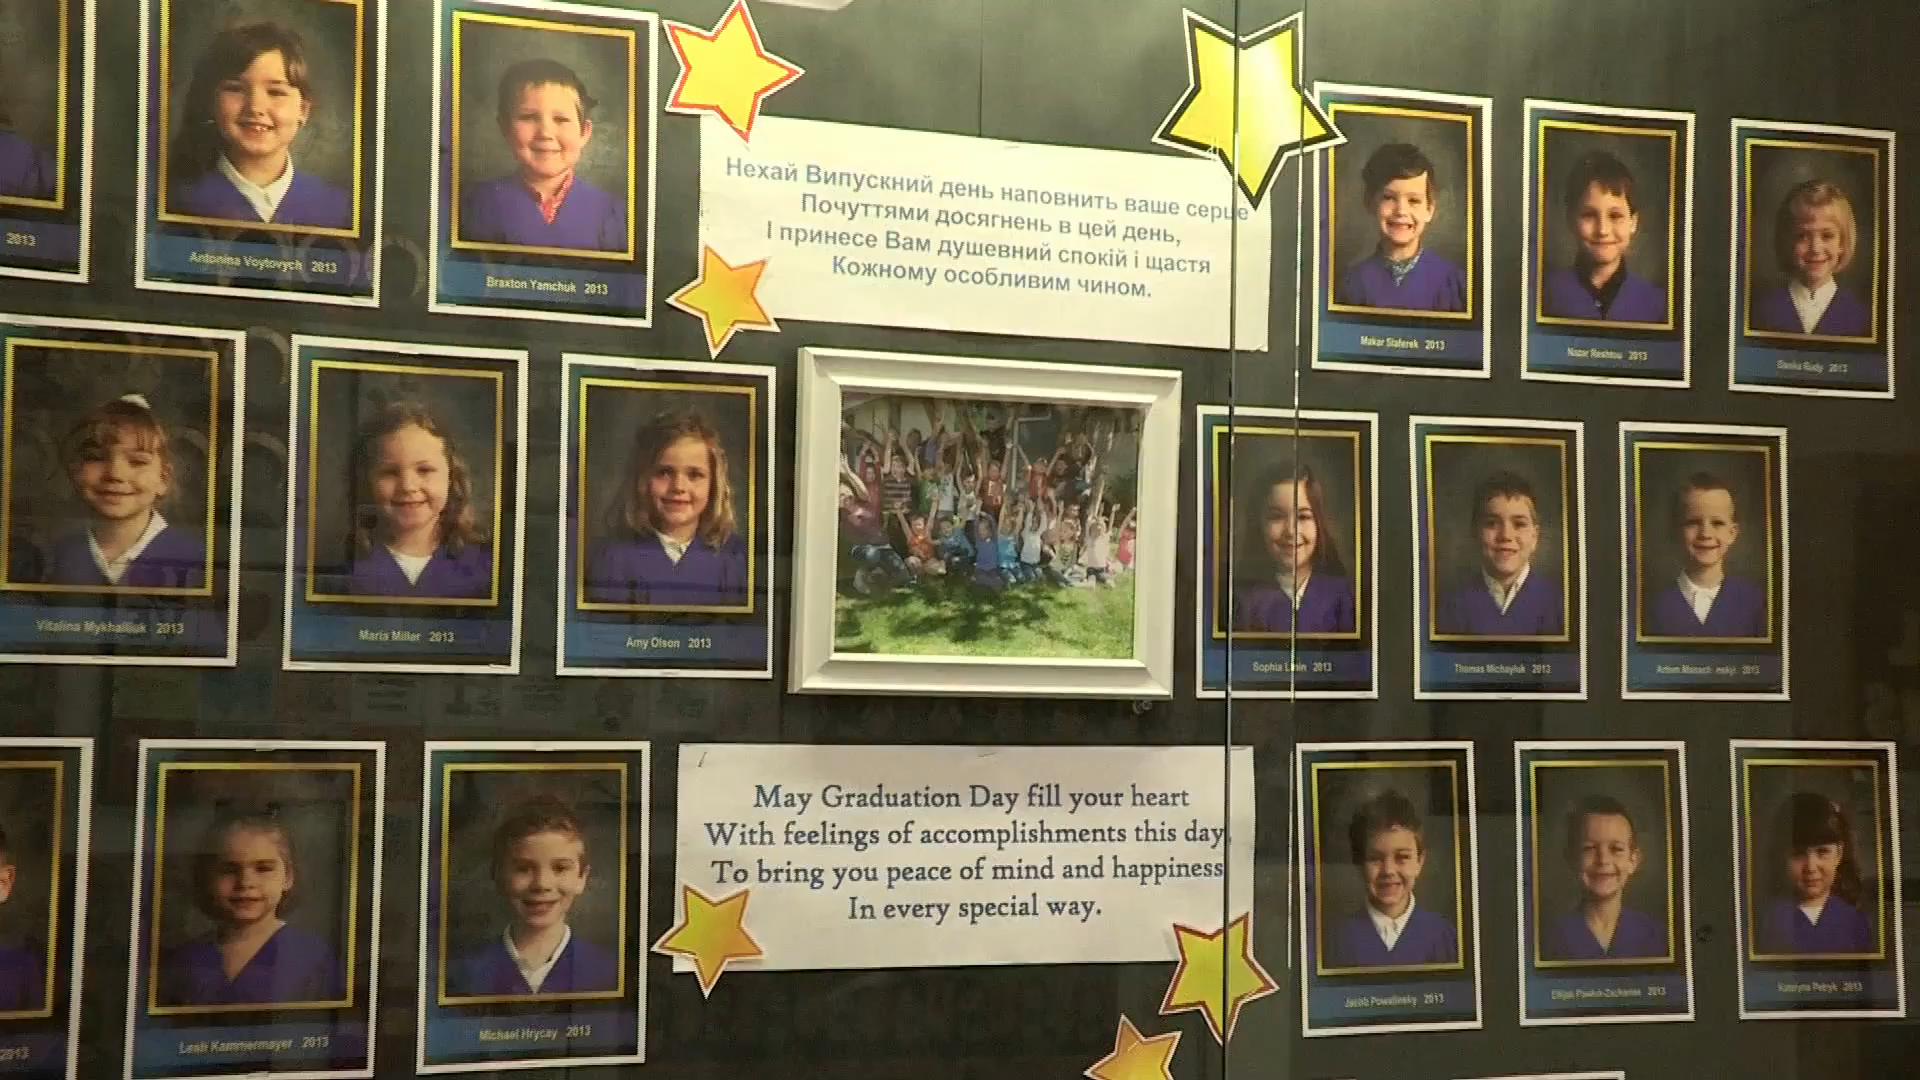 2013
Antonina Voytovych 2013
Braxton Yamchuk 2013
Нехай Випускний день наповнить ваше серце
Почуттями досягнень в цей день,
І принесе Вам душевний спокій і щастя
Кожному особливим чином.
Makar Slaferek 2013
Nazar Reshtou 2013
Rudy 2013
Vitalina Mykhailiuk 2013
Maria Miller 2013
Amy Olson 2013
Sophia 2013
Thomas Michayluk 2013
2013
May Graduation Day fill your heart
With feelings of accomplishments this day,
To bring you peace of mind and happiness
In every special way.
2013
Leah Kammermayer 2013
Michael Hrycay 2013
Jacob Powalinsky 2013
2013
Kateryna Petryk 2013